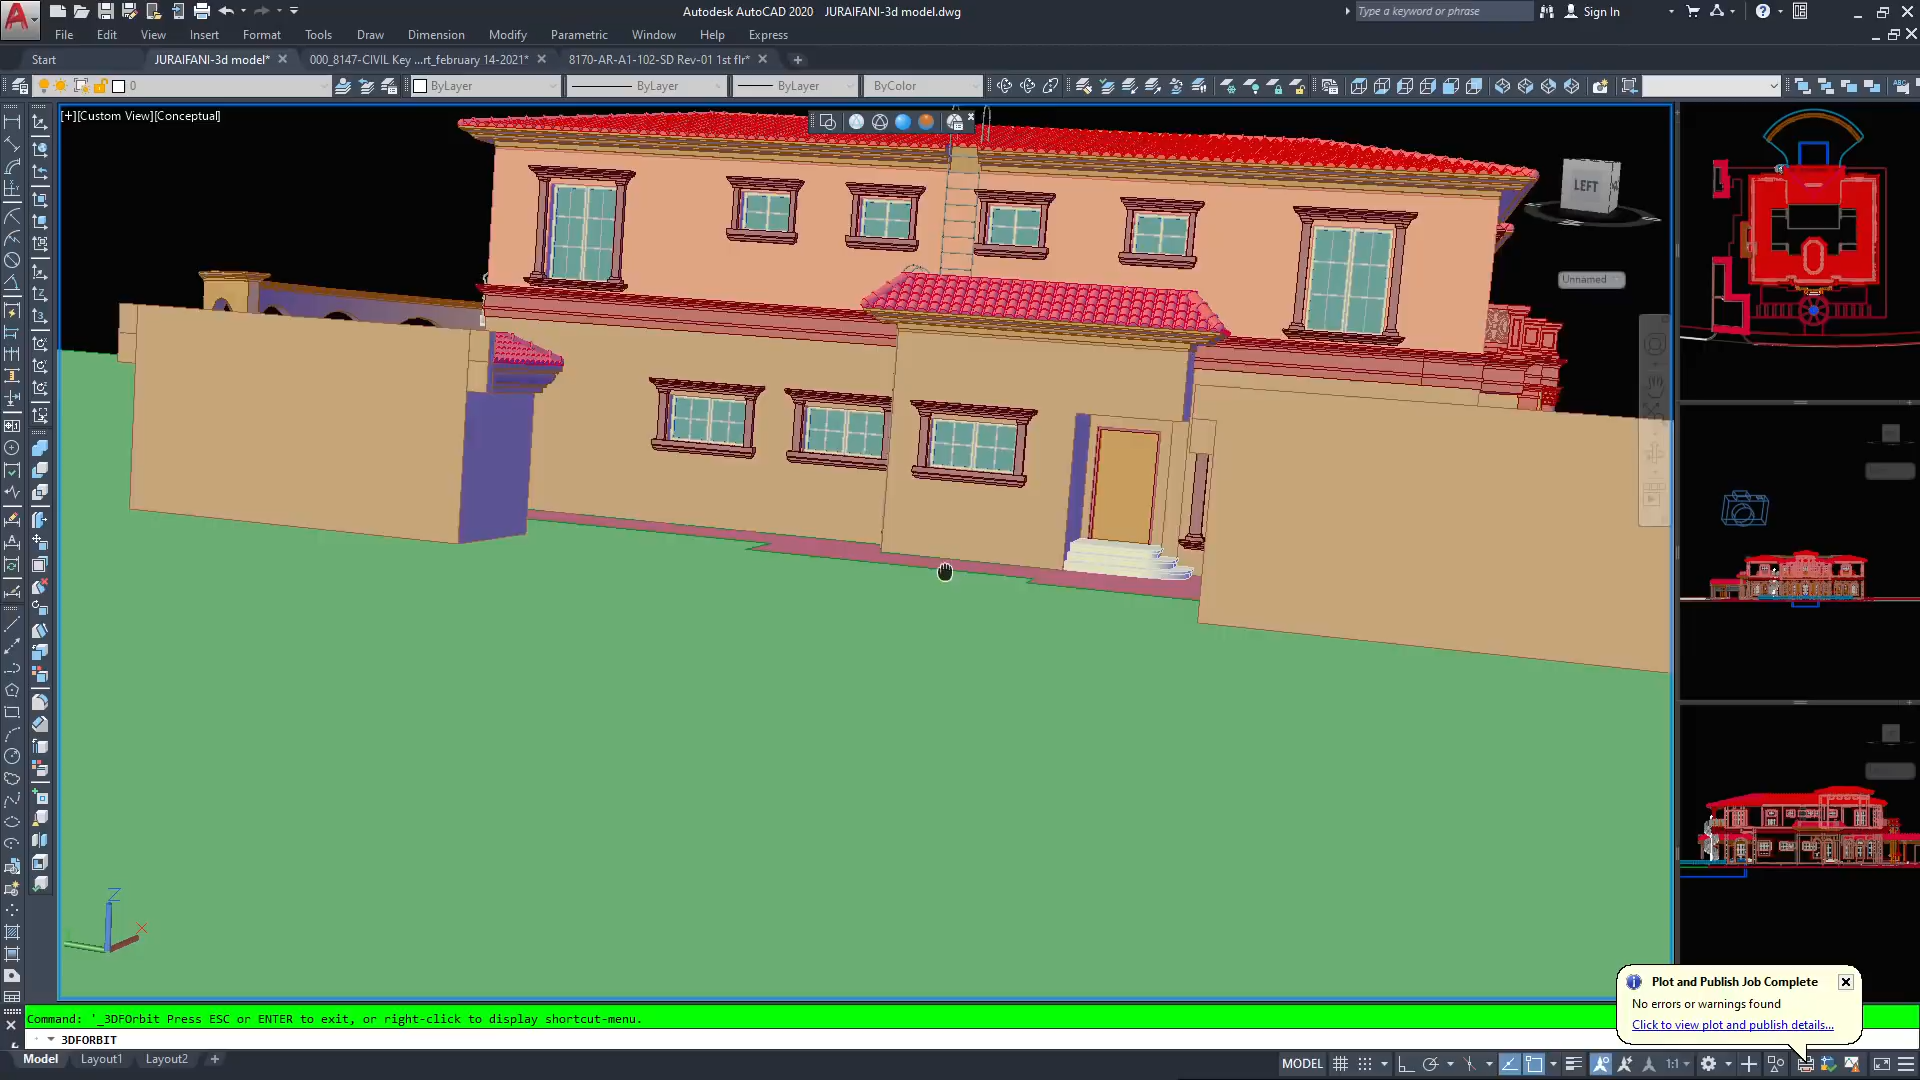 Autodesk AutoCAD 2020   JURAIFANI-3d model.dwg
Type a keyword or phrase
Sign In
File Edit View Insert Format Tools Draw Dimension Modify Parametric Window Help Express
Start
JURAIFANI-3d model*
000_8147-CIVIL Key ...rt_february 14-2021*
8170-AR-A1-102-SD Rev-01 1st flr*
0
ByLayer
ByLayer
ByLayer
ByColor
[+][Custom View][Conceptual]
LEFT
Unnamed
Z
X
Plot and Publish Job Complete
No errors or warnings found
Click to view plot and publish details...
Command: '_3DFOrbit Press ESC or ENTER to exit, or right-click to display shortcut-menu.
3DFORBIT
Model Layout1 Layout2
MODEL
1:1